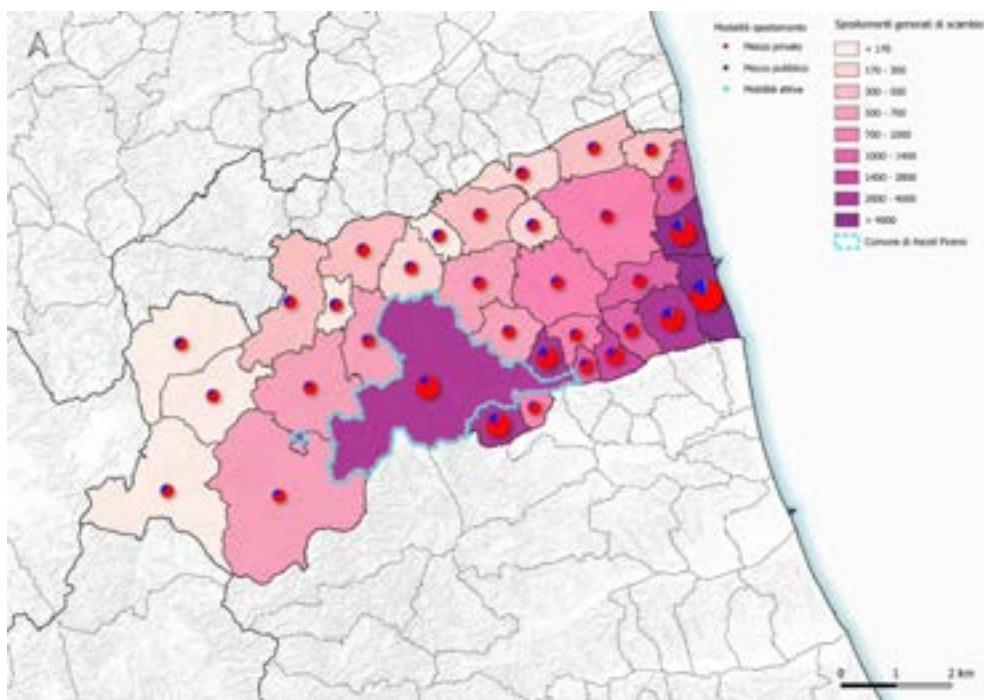 Modalità spostamento
Mezzo privato
Mezzo pubblico
Mobilità attiva
Spostamenti generati di scambio
< 170
170 - 300
300 - 500
500 - 700
700 - 1000
1000 - 1400
1400 - 2800
2800 - 4000
> 4000
Comune di Ascoli Piceno
0 1 2 km